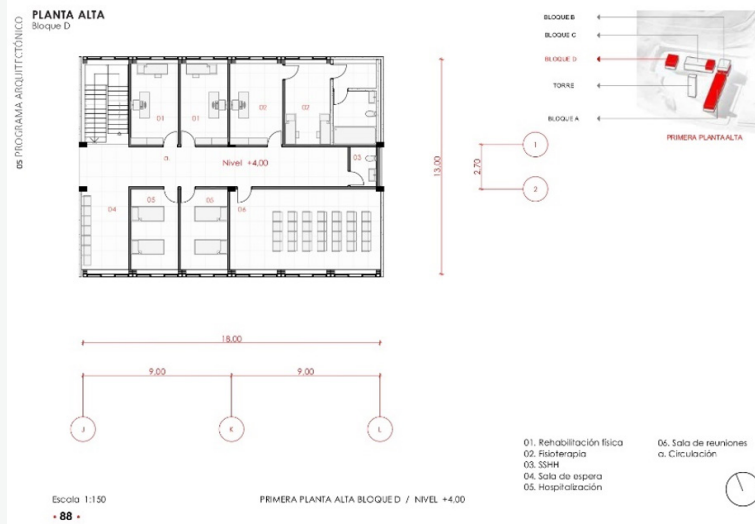 PLANTA ALTA
Bloque D
05 PROGRAMA ARQUITECTÓNICO
BLOQUE B
BLOQUE C
BLOQUE D
TORRE
BLOQUE A
PRIMERA PLANTA ALTA
01
01
02
02
a
Nivel +4,00
03
04
05
05
06
13,00
2,70
1
2
18,00
9,00
9,00
J
K
L
01. Rehabilitación física
02. Fisioterapia
03. SSHH
04. Sala de espera
05. Hospitalización
06. Sala de reuniones
a. Circulación
Escala 1:150
PRIMERA PLANTA ALTA BLOQUE D / NIVEL +4,00
• 88 •